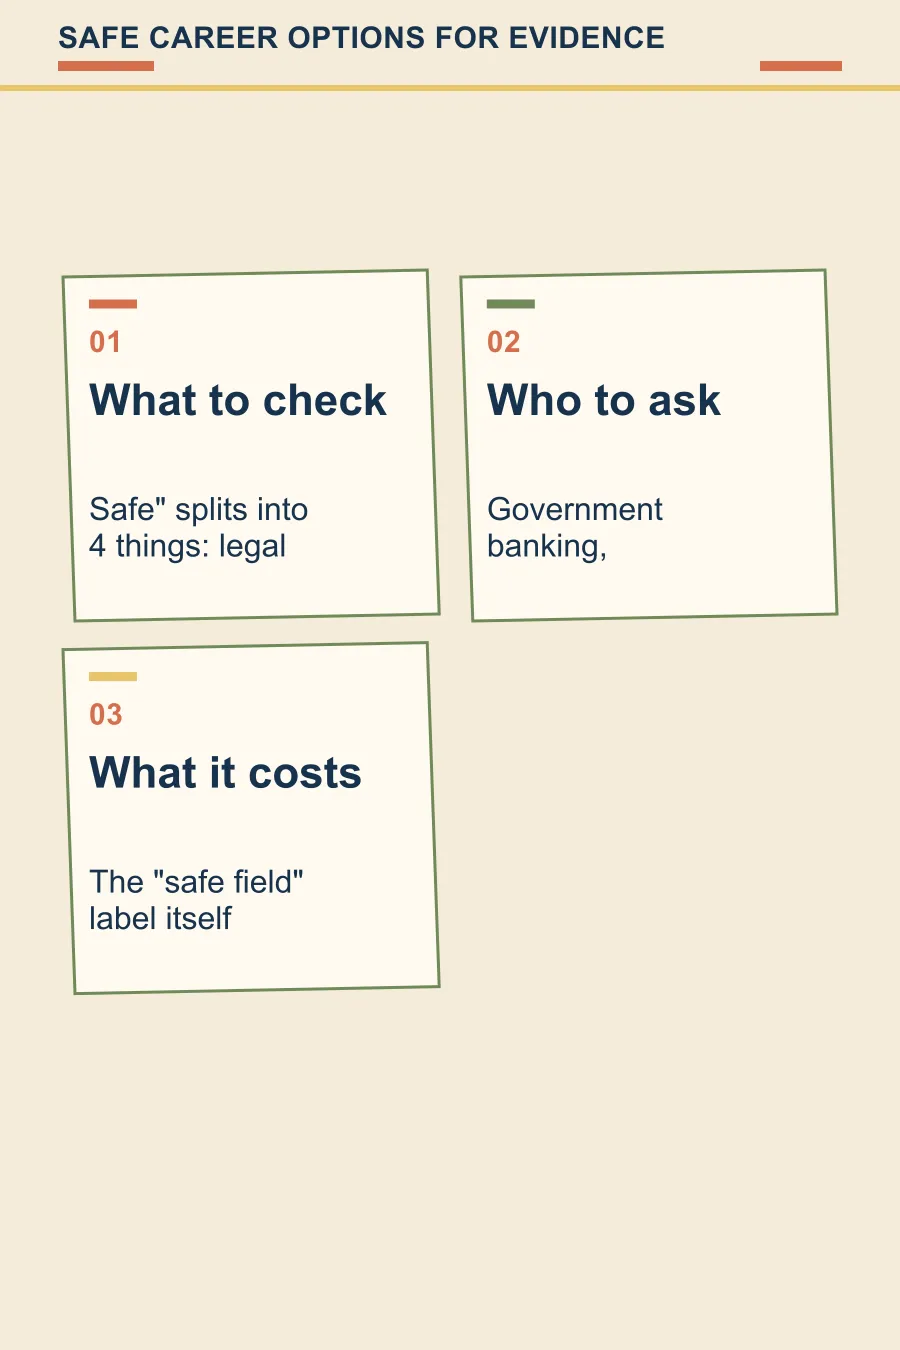 SAFE CAREER OPTIONS FOR EVIDENCE
01
What to check
Safe" splits into
4 things: legal
02
Who to ask
Government
banking,
03
What it costs
The "safe field"
label itself